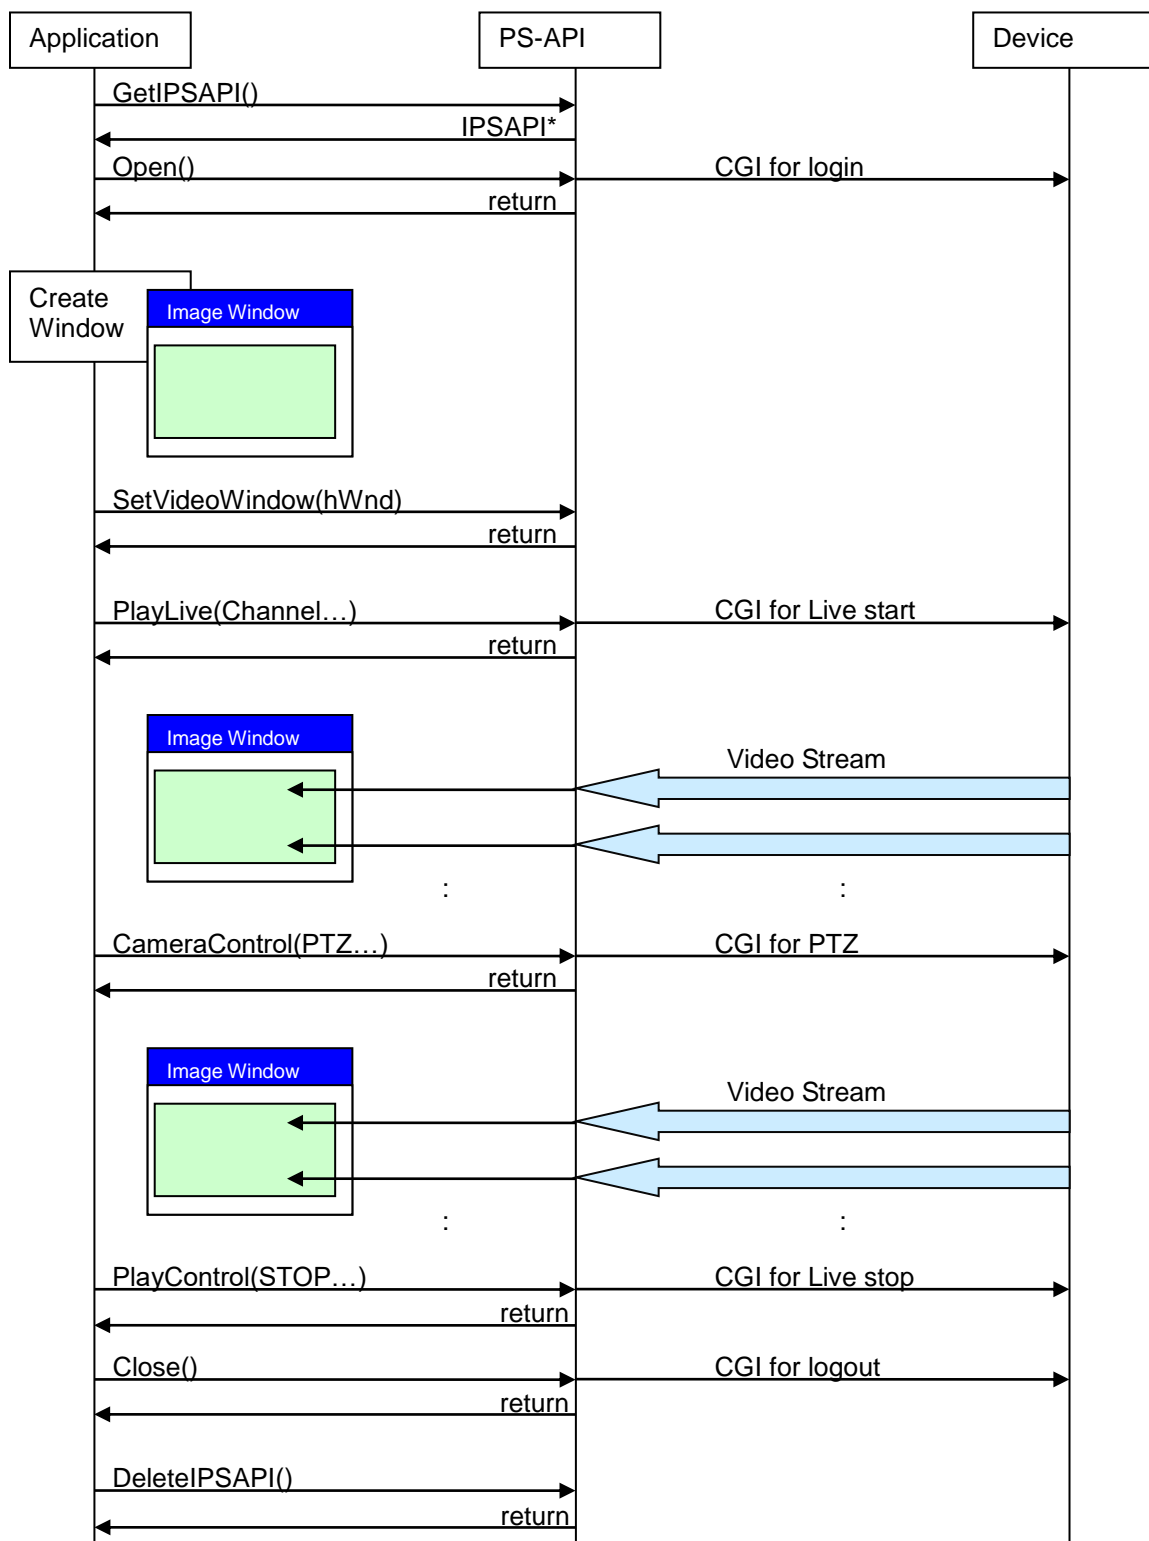 Application
PS-API
Device
GetIPSAPI()
IPSAPI*
Open()
CGI for login
return
Create
Window
Image Window
SetVideoWindow(hWnd)
return
PlayLive(Channel…)
CGI for Live start
return
Image Window
Video Stream
:
:
CameraControl(PTZ…)
CGI for PTZ
return
Image Window
Video Stream
:
:
PlayControl(STOP…)
CGI for Live stop
return
Close()
CGI for logout
return
DeleteIPSAPI()
return